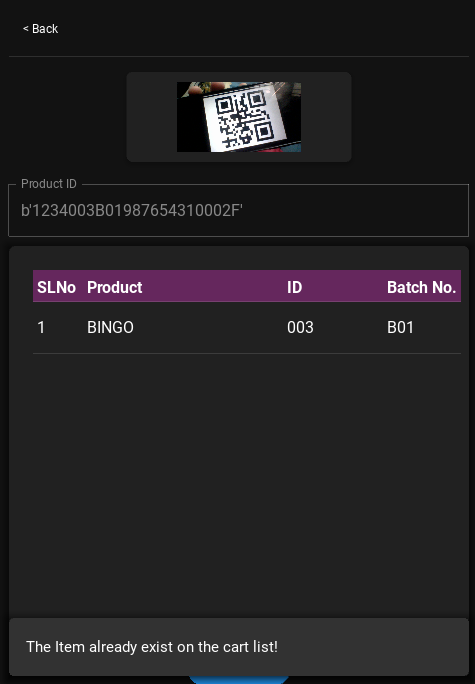 < Back
Product ID
b'1234003B01987654310002F'
SLNo Product ID Batch No.
1 BINGO 003 B01
The Item already exist on the cart list!